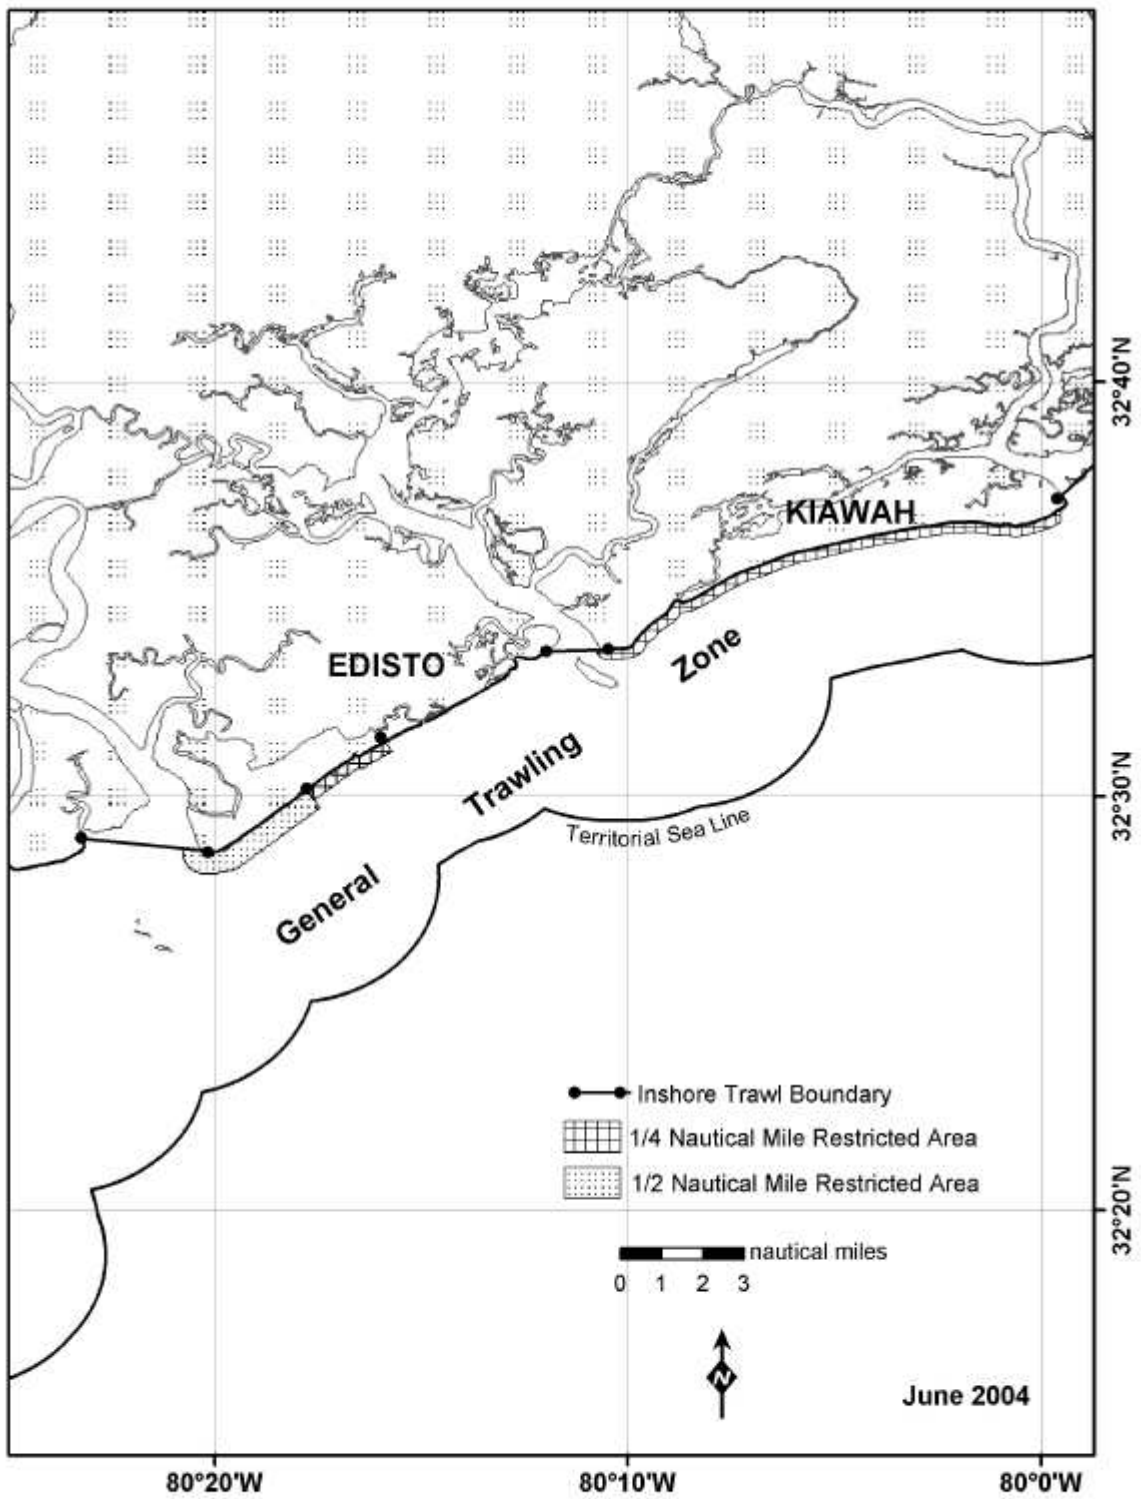 32°40'N
KIAWAH
EDISTO
Zone
Trawling
General
Territorial Sea Line
32°30'N
Inshore Trawl Boundary
1/4 Nautical Mile Restricted Area
1/2 Nautical Mile Restricted Area
32°20'N
nautical miles
0 1 2 3
N
June 2004
80°20'W 80°10'W 80°0'W